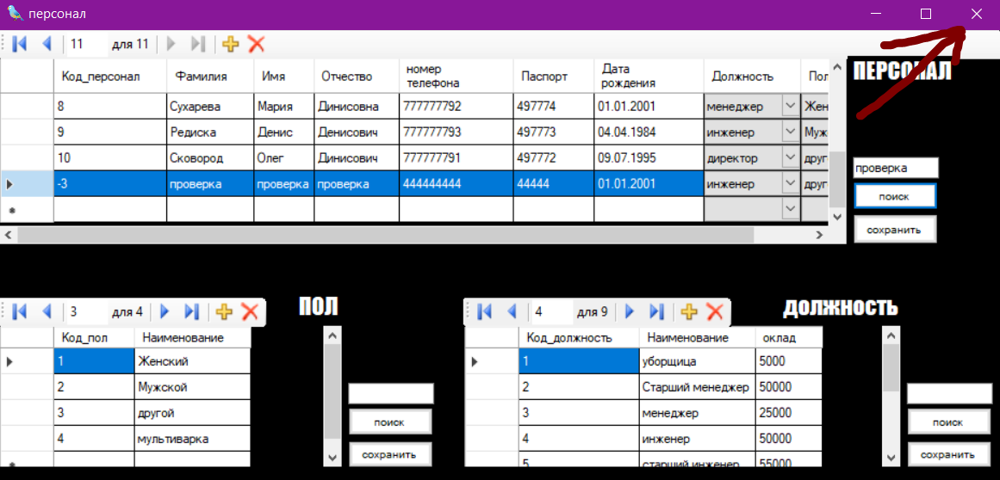 персонал
11 для 11
Код_персонал Фамилия Имя Отчество номер телефона Паспорт Дата рождения Должность Пол
8 Сухарева Мария Динисовна 777777792 497774 01.01.2001 менеджер Жен
9 Редиска Денис Денисович 777777793 497773 04.04.1984 инженер Муж
10 Сковород Олег Динисович 777777791 497772 09.07.1995 директор друг
-3 проверка проверка проверка 444444444 44444 01.01.2001 инженер друг
ПЕРСОНАЛ
проверка
поиск
сохранить
3 для 4
ПОЛ
Код_пол Наименование
1 Женский
2 Мужской
3 другой
4 мультиварка
поиск
сохранить
4 для 9
ДОЛЖНОСТЬ
Код_должность Наименование оклад
1 уборщица 5000
2 Старший менеджер 50000
3 менеджер 25000
4 инженер 50000
5 старший инженер 55000
поиск
сохранить